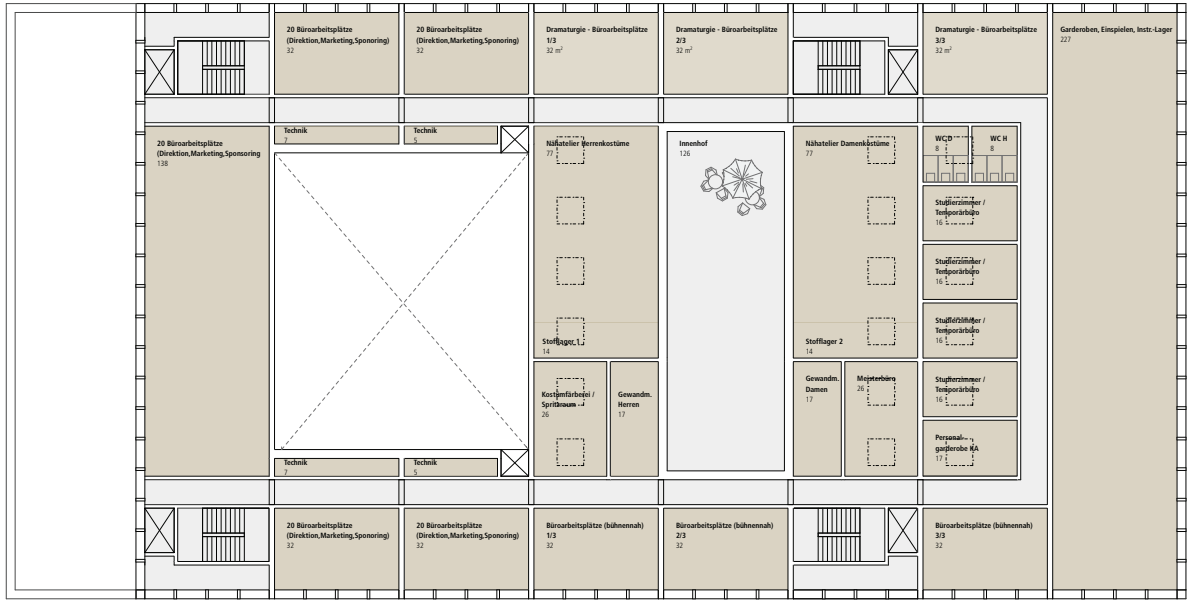 20 Büroarbeitsplätze
(Direktion,Marketing,Sponoring)
32
20 Büroarbeitsplätze
(Direktion,Marketing,Sponoring)
32
Dramaturgie - Büroarbeitsplätze
1/3
32 m²
Dramaturgie - Büroarbeitsplätze
2/3
32 m²
Dramaturgie - Büroarbeitsplätze
3/3
32 m²
Garderoben, Einspielen, Instr.-Lager
227
20 Büroarbeitsplätze
(Direktion,Marketing,Sponsoring
138
Technik
7
Technik
5
Nähatelier Herrenkostüme
77
Innenhof
126
Nähatelier Damenkostüme
77
WC D
8
WC H
8
Studierzimmer /
Temporärbüro
16
Studierzimmer /
Temporärbüro
16
Studierzimmer /
Temporärbüro
16
Stofflager 1
14
Stofflager 2
14
Kostümfärberei /
Spritzraum
26
Gewandm.
Herren
17
Gewandm.
Damen
17
Meisterbüro
26
Studierzimmer /
Temporärbüro
16
Personal-
garderobe KA
17
Technik
7
Technik
5
20 Büroarbeitsplätze
(Direktion,Marketing,Sponoring)
32
20 Büroarbeitsplätze
(Direktion,Marketing,Sponoring)
32
Büroarbeitsplätze (bühnennah)
1/3
32
Büroarbeitsplätze (bühnennah)
2/3
32
Büroarbeitsplätze (bühnennah)
3/3
32